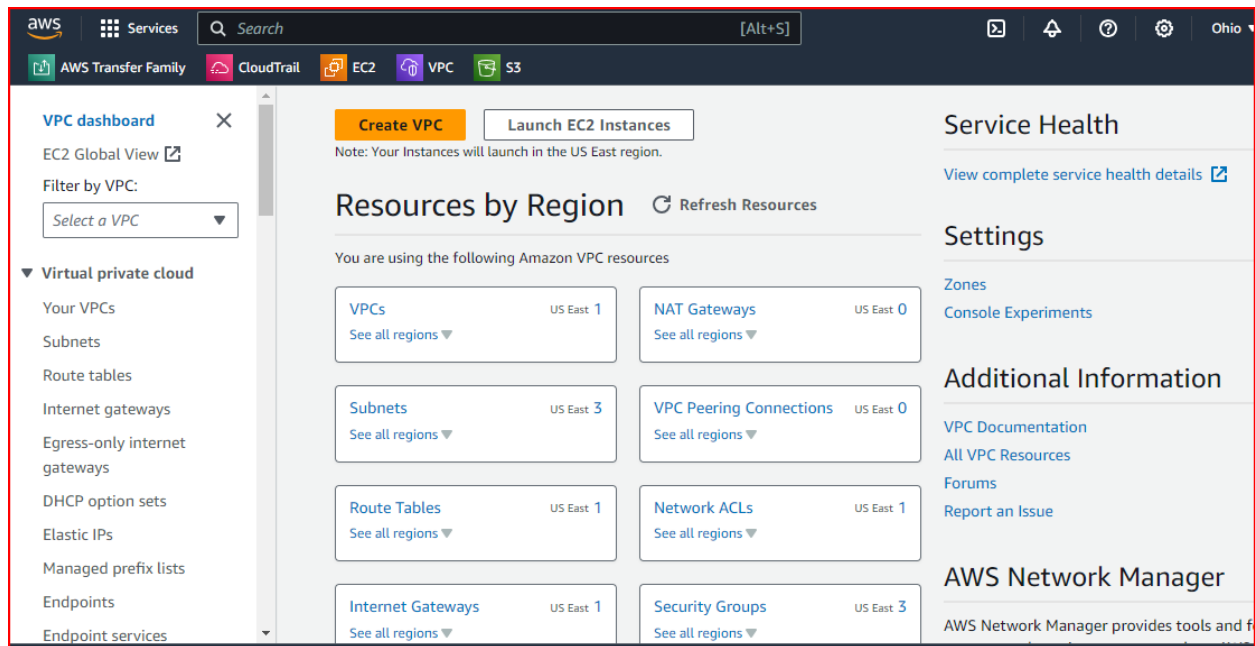 aws
Services
Search [Alt+S]
Ohio
AWS Transfer Family
CloudTrail
EC2
VPC
S3
VPC dashboard
EC2 Global View
Filter by VPC:
Select a VPC
Virtual private cloud
Your VPCs
Subnets
Route tables
Internet gateways
Egress-only internet
gateways
DHCP option sets
Elastic IPs
Managed prefix lists
Endpoints
Endpoint services
Create VPC
Launch EC2 Instances
Note: Your Instances will launch in the US East region.
Resources by Region
Refresh Resources
You are using the following Amazon VPC resources
VPCs US East 1
See all regions
NAT Gateways US East 0
See all regions
Subnets US East 3
See all regions
VPC Peering Connections US East 0
See all regions
Route Tables US East 1
See all regions
Network ACLs US East 1
See all regions
Internet Gateways US East 1
See all regions
Security Groups US East 3
See all regions
Service Health
View complete service health details
Settings
Zones
Console Experiments
Additional Information
VPC Documentation
All VPC Resources
Forums
Report an Issue
AWS Network Manager
AWS Network Manager provides tools and